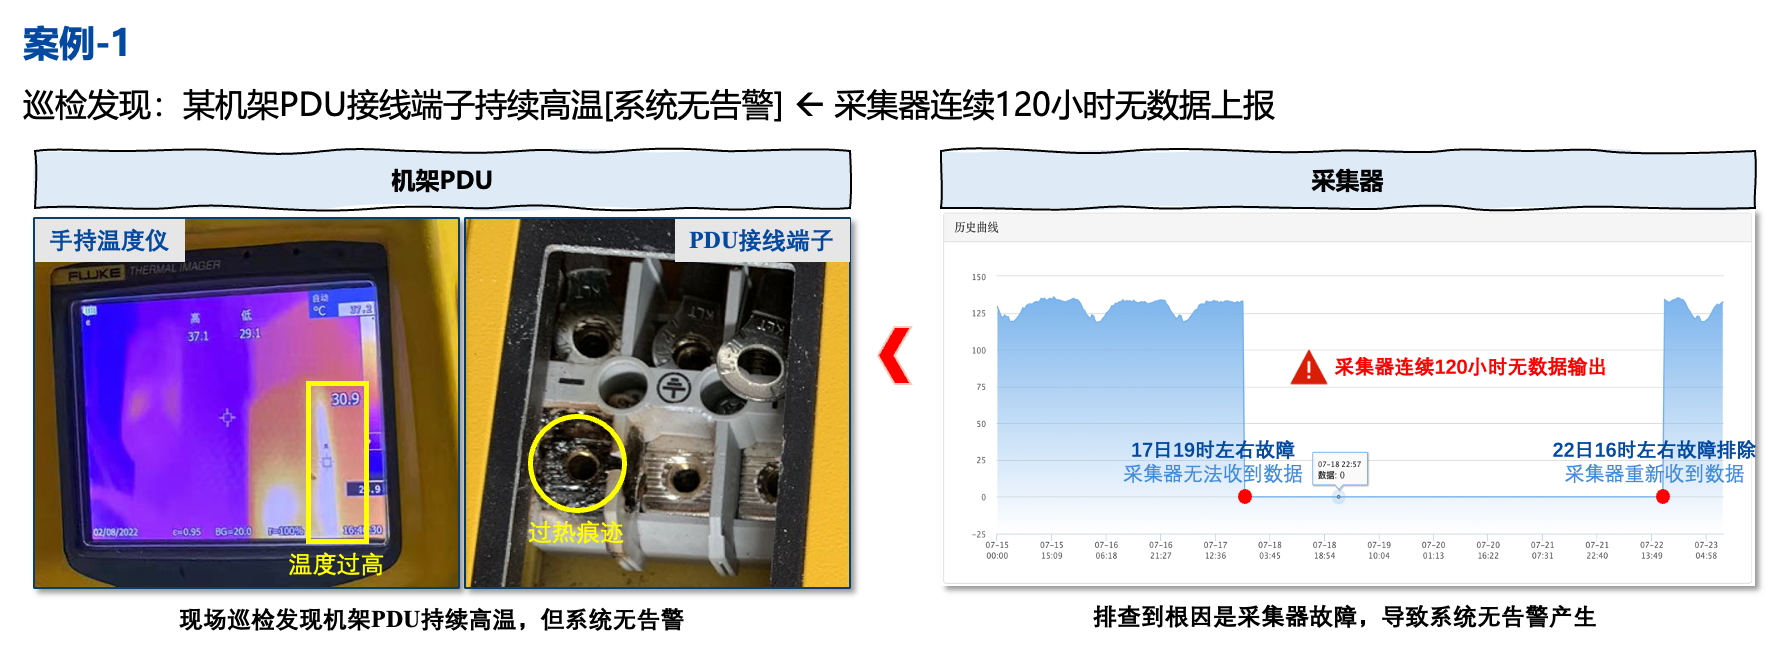 案例-1
巡检发现：某机架PDU接线端子持续高温[系统无告警] ← 采集器连续120小时无数据上报
机架PDU
手持温度仪
FLUKE THERMAL IMAGER
自动
°C
37.2
高
37.1
低
29.1
30.9
02/08/2022
ε=0.95
BG=20.0
τ=100%
温度过高
PDU接线端子
KLT
过热痕迹
现场巡检发现机架PDU持续高温，但系统无告警
采集器
历史曲线
150
125
100
75
50
25
0
-25
采集器连续120小时无数据输出
17日19时左右故障
采集器无法收到数据
07-18 22:57
数据: 0
22日16时左右故障排除
采集器重新收到数据
07-15 07-15 07-16 07-16 07-17 07-18 07-18 07-19 07-20 07-20 07-21 07-21 07-22 07-23
00:00 15:09 06:18 21:27 12:36 03:45 18:54 10:04 01:13 16:22 07:31 22:40 13:49 04:58
排查到根因是采集器故障，导致系统无告警产生